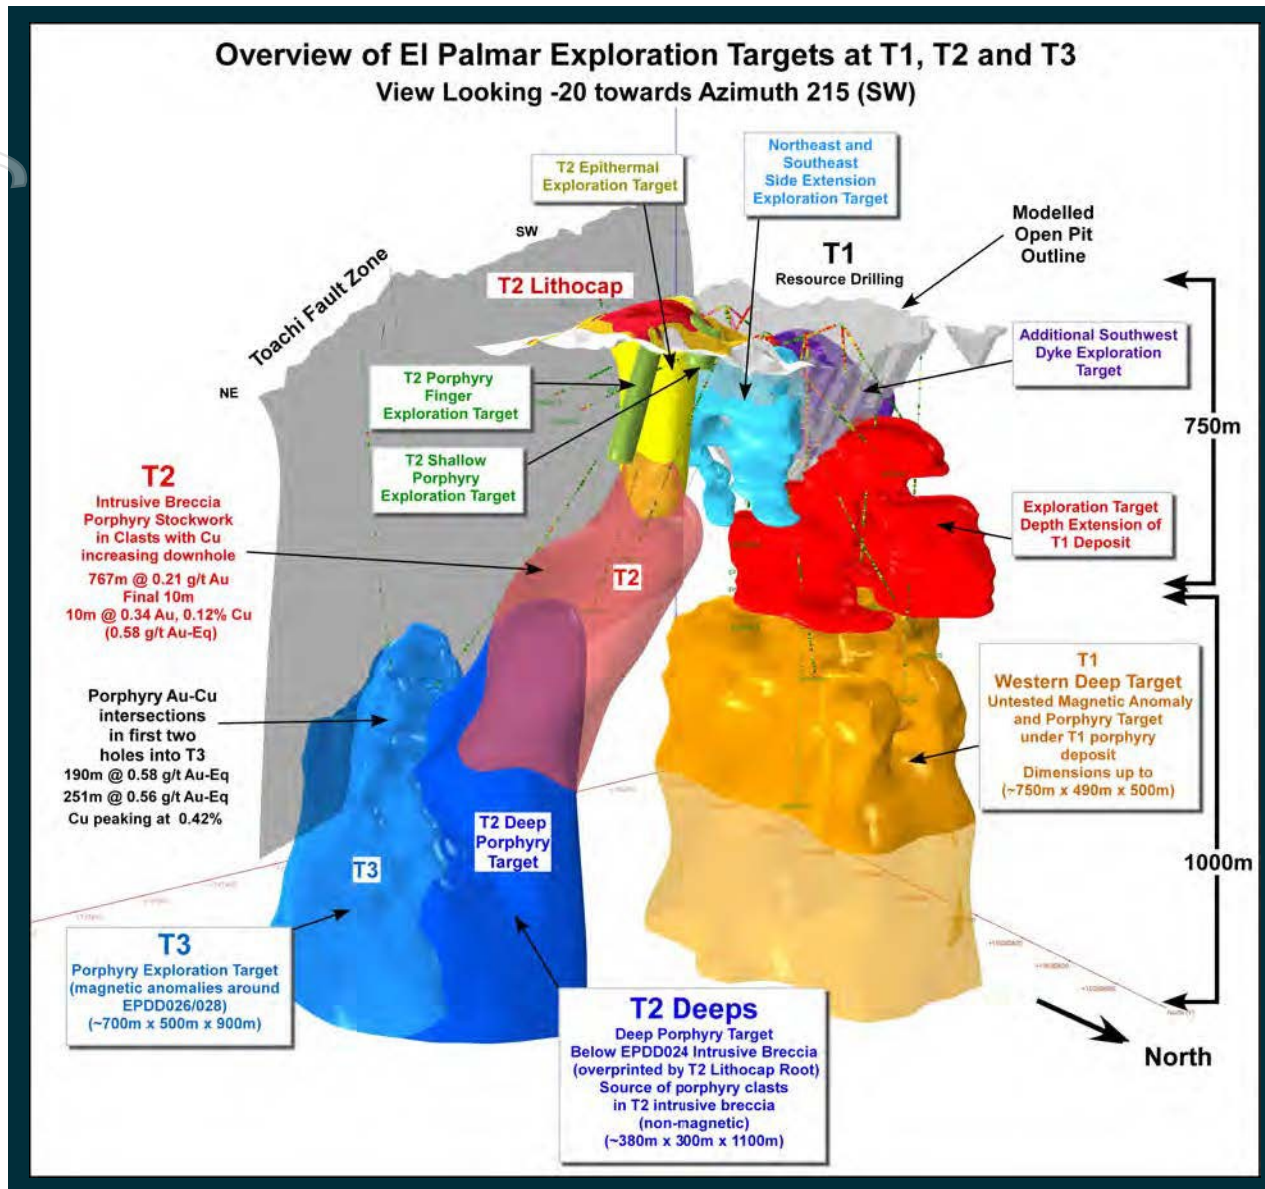 Overview of El Palmar Exploration Targets at T1, T2 and T3
View Looking -20 towards Azimuth 215 (SW)
T2 Epithermal
Exploration Target
Northeast and
Southeast
Side Extension
Exploration Target
Modelled
Open Pit
Outline
SW
T1
Resource Drilling
Toachi Fault Zone
T2 Lithocap
NE
Additional Southwest
Dyke Exploration
Target
T2 Porphyry
Finger
Exploration Target
750m
T2 Shallow
Porphyry
Exploration Target
T2
Intrusive Breccia
Porphyry Stockwork
in Clasts with Cu
increasing downhole
767m @ 0.21 g/t Au
Final 10m
10m @ 0.34 Au, 0.12% Cu
(0.58 g/t Au-Eq)
Exploration Target
Depth Extension of
T1 Deposit
T2
T1
Western Deep Target
Untested Magnetic Anomaly
and Porphyry Target
under T1 porphyry
deposit
Dimensions up to
(~750m x 490m x 500m)
Porphyry Au-Cu
intersections
in first two
holes into T3
190m @ 0.58 g/t Au-Eq
251m @ 0.56 g/t Au-Eq
Cu peaking at 0.42%
T2 Deep
Porphyry
Target
T3
1000m
T3
Porphyry Exploration Target
(magnetic anomalies around
EPDD026/028)
(~700m x 500m x 900m)
T2 Deeps
Deep Porphyry Target
Below EPDD024 Intrusive Breccia
(overprinted by T2 Lithocap Root)
Source of porphyry clasts
in T2 intrusive breccia
(non-magnetic)
(~380m x 300m x 1100m)
North